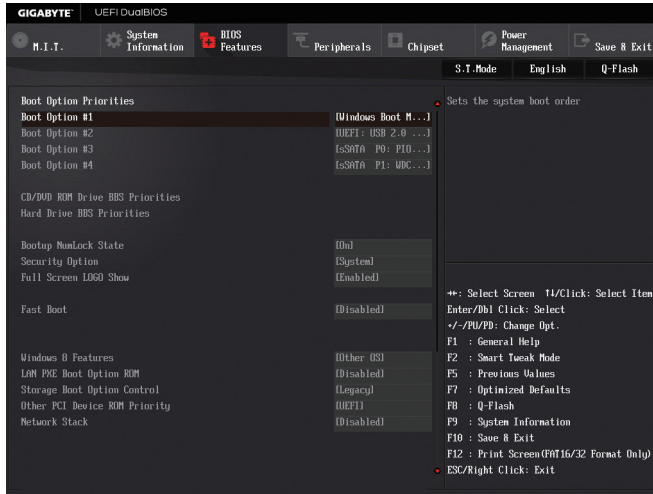 GIGABYTE™ UEFI DualBIOS
M.I.T. System Information BIOS Features Peripherals Chipset Power Management Save & Exit
S.T.Mode English Q-Flash
Boot Option Priorities
Boot Option #1 [Windows Boot M...]
Boot Option #2 [UEFI: USB 2.0 ...]
Boot Option #3 [sSATA P0: PIO...]
Boot Option #4 [sSATA P1: WDC...]
CD/DVD ROM Drive BBS Priorities
Hard Drive BBS Priorities
Bootup NumLock State [On]
Security Option [System]
Full Screen LOGO Show [Enabled]
Fast Boot [Disabled]
Windows 8 Features [Other OS]
LAN PXE Boot Option ROM [Disabled]
Storage Boot Option Control [Legacy]
Other PCI Device ROM Priority [UEFI]
Network Stack [Disabled]
Sets the system boot order
→←: Select Screen ↑↓/Click: Select Item
Enter/Dbl Click: Select
+/-/PU/PD: Change Opt.
F1 : General Help
F2 : Smart Tweak Mode
F5 : Previous Values
F7 : Optimized Defaults
F8 : Q-Flash
F9 : System Information
F10 : Save & Exit
F12 : Print Screen(FAT16/32 Format Only)
ESC/Right Click: Exit